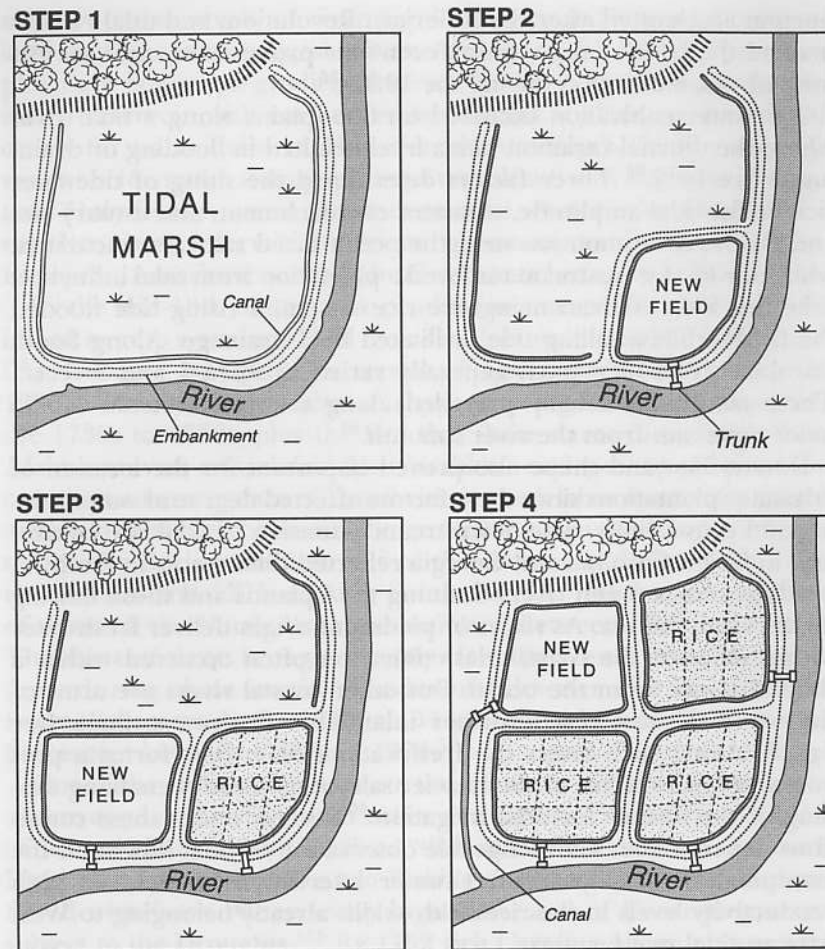 STEP 1
TIDAL
MARSH
Canal
River
Embankment
STEP 2
NEW
FIELD
River
Trunk
STEP 3
NEW
FIELD
RICE
River
STEP 4
NEW
FIELD
RICE
RICE
RICE
River
Canal